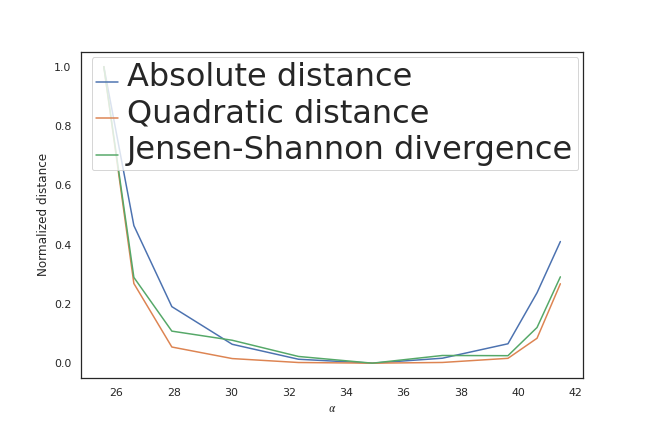 Absolute distance
Quadratic distance
Jensen-Shannon divergence
Normalized distance
1.0
0.8
0.6
0.4
0.2
0.0
26 28 30 32 34 36 38 40 42
α